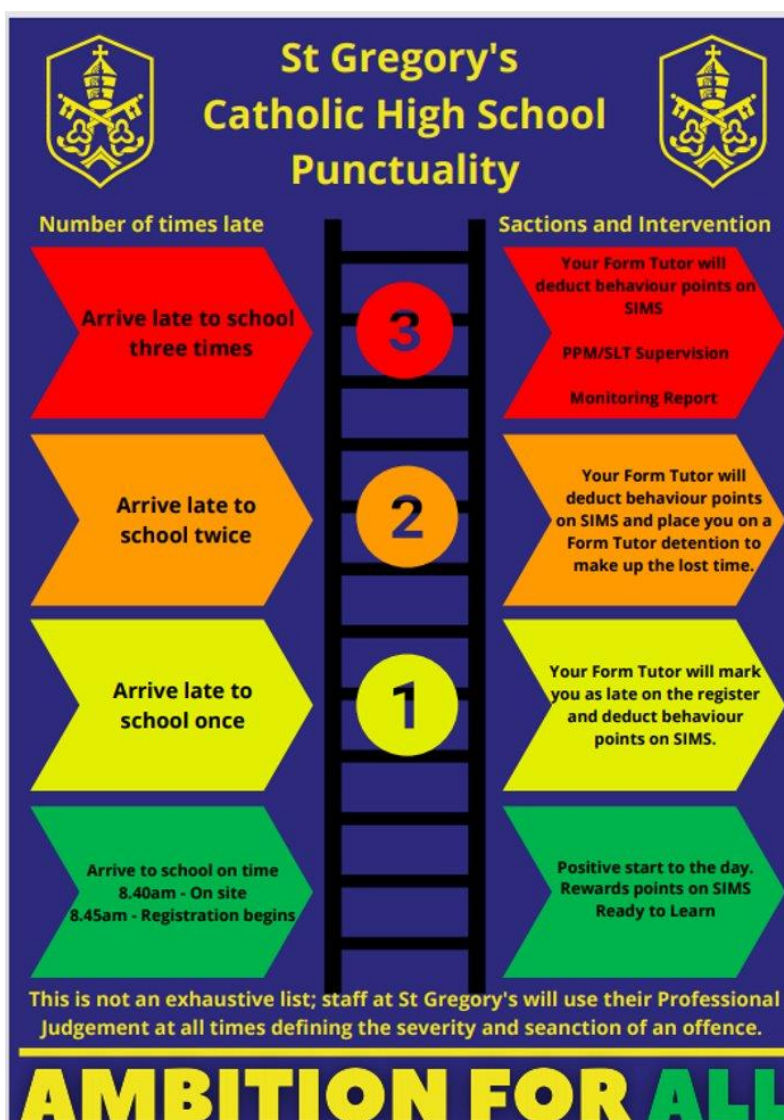 St Gregory's
Catholic High School
Punctuality
Number of times late
Sactions and Intervention
Arrive late to school
three times
3
Your Form Tutor will
deduct behaviour points on
SIMS
PPM/SLT Supervision
Monitoring Report
Arrive late to
school twice
2
Your Form Tutor will
deduct behaviour points
on SIMS and place you on a
Form Tutor detention to
make up the lost time.
Arrive late to
school once
1
Your Form Tutor will mark
you as late on the register
and deduct behaviour
points on SIMS.
Arrive to school on time
8.40am - On site
8.45am - Registration begins
Positive start to the day.
Rewards points on SIMS
Ready to Learn
This is not an exhaustive list; staff at St Gregory's will use their Professional
Judgement at all times defining the severity and seanction of an offence.
AMBITION FOR ALL